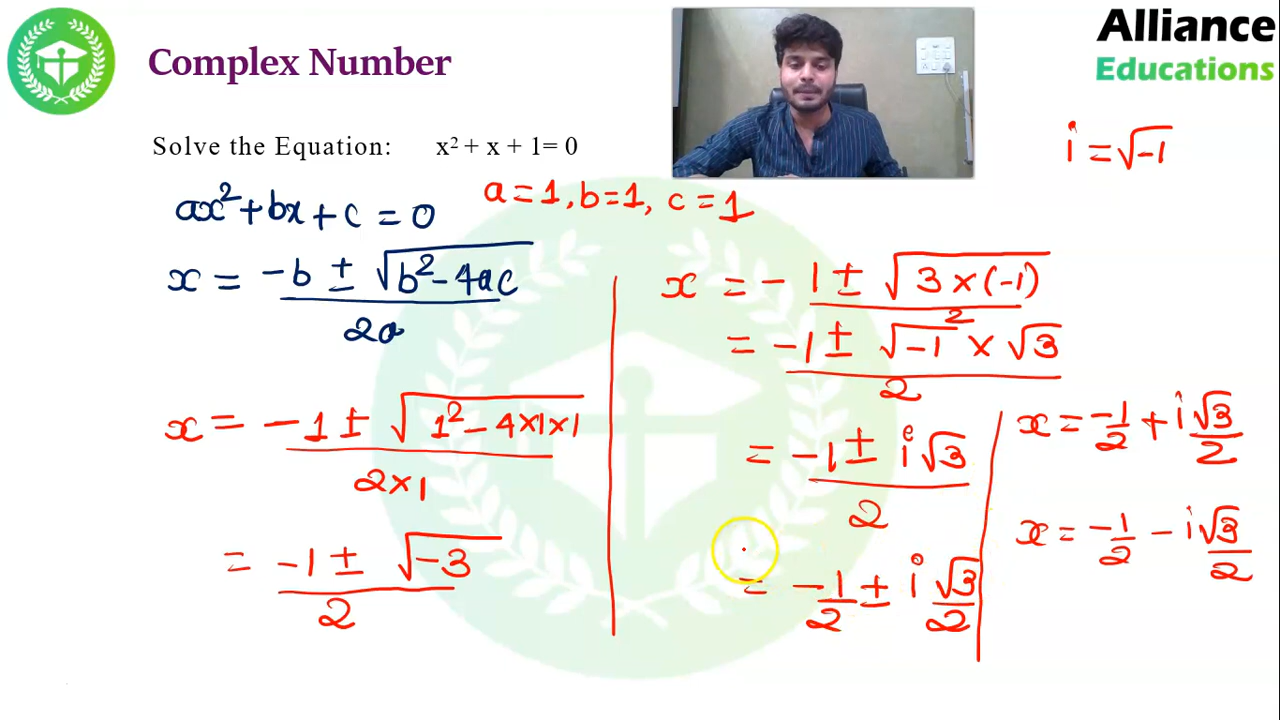 Complex Number
Alliance
Educations
Solve the Equation: x² + x + 1= 0
i = √-1
ax² + bx + c = 0
a = 1, b = 1, c = 1
x = -b ± √b² - 4ac
2a
x = -1 ± √1² - 4×1×1
2×1
= -1 ± √-3
2
x = - 1 ± √3 × (-1)
2
= -1 ± √-1 × √3
2
= -1 ± i√3
2
= -1/2 ± i √3/2
x = -1/2 + i √3/2
x = -1/2 - i √3/2